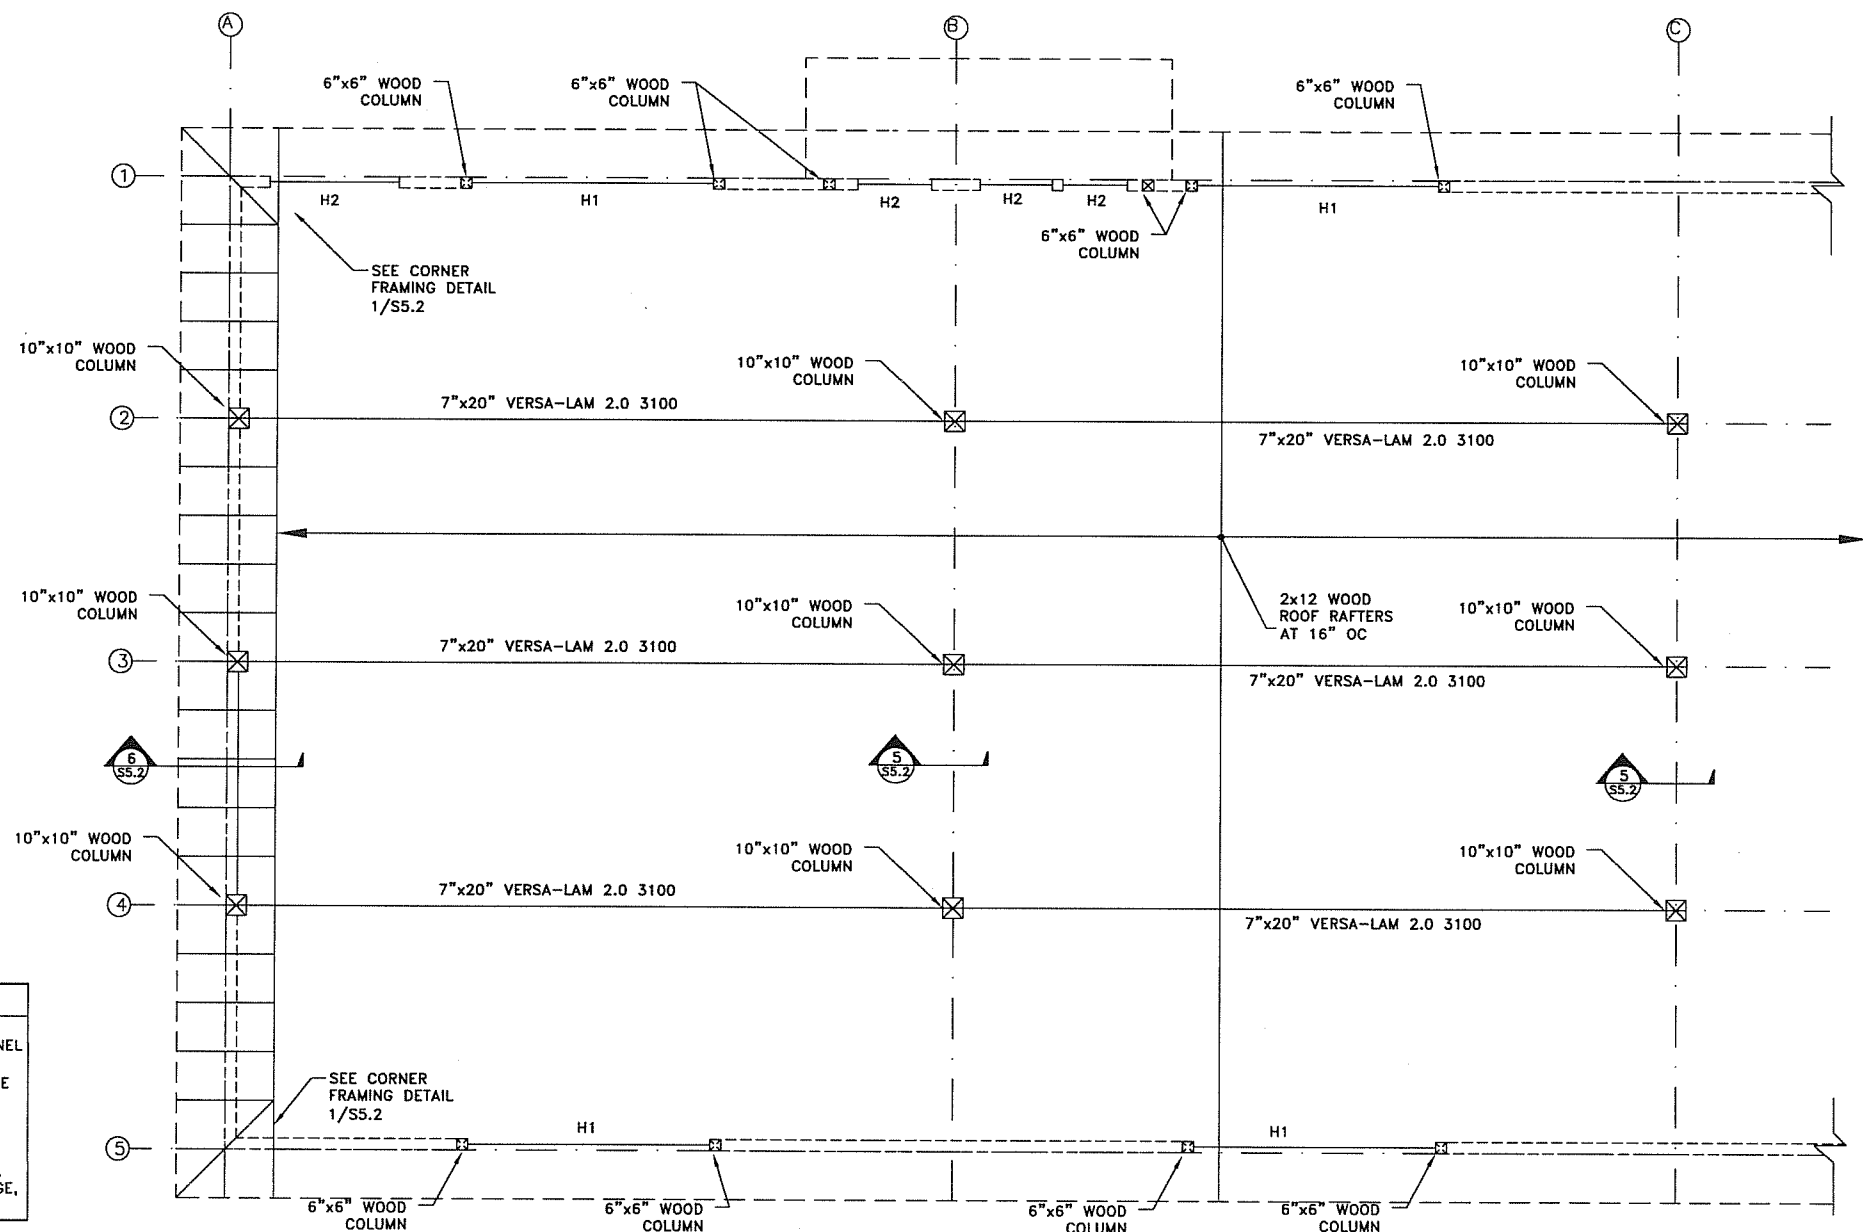 A
B
C
6"x6" WOOD
COLUMN
6"x6" WOOD
COLUMN
6"x6" WOOD
COLUMN
1
H2
H1
H2
H2
H2
H1
6"x6" WOOD
COLUMN
SEE CORNER
FRAMING DETAIL
1/S5.2
10"x10" WOOD
COLUMN
10"x10" WOOD
COLUMN
10"x10" WOOD
COLUMN
2
7"x20" VERSA-LAM 2.0 3100
7"x20" VERSA-LAM 2.0 3100
10"x10" WOOD
COLUMN
10"x10" WOOD
COLUMN
2x12 WOOD
ROOF RAFTERS
AT 16" OC
10"x10" WOOD
COLUMN
3
7"x20" VERSA-LAM 2.0 3100
7"x20" VERSA-LAM 2.0 3100
6
S5.2
5
S5.2
5
S5.2
10"x10" WOOD
COLUMN
10"x10" WOOD
COLUMN
10"x10" WOOD
COLUMN
4
7"x20" VERSA-LAM 2.0 3100
7"x20" VERSA-LAM 2.0 3100
NEL
E
GE,
SEE CORNER
FRAMING DETAIL
1/S5.2
5
H1
H1
6"x6" WOOD
COLUMN
6"x6" WOOD
COLUMN
6"x6" WOOD
COLUMN
6"x6" WOOD
COLUMN